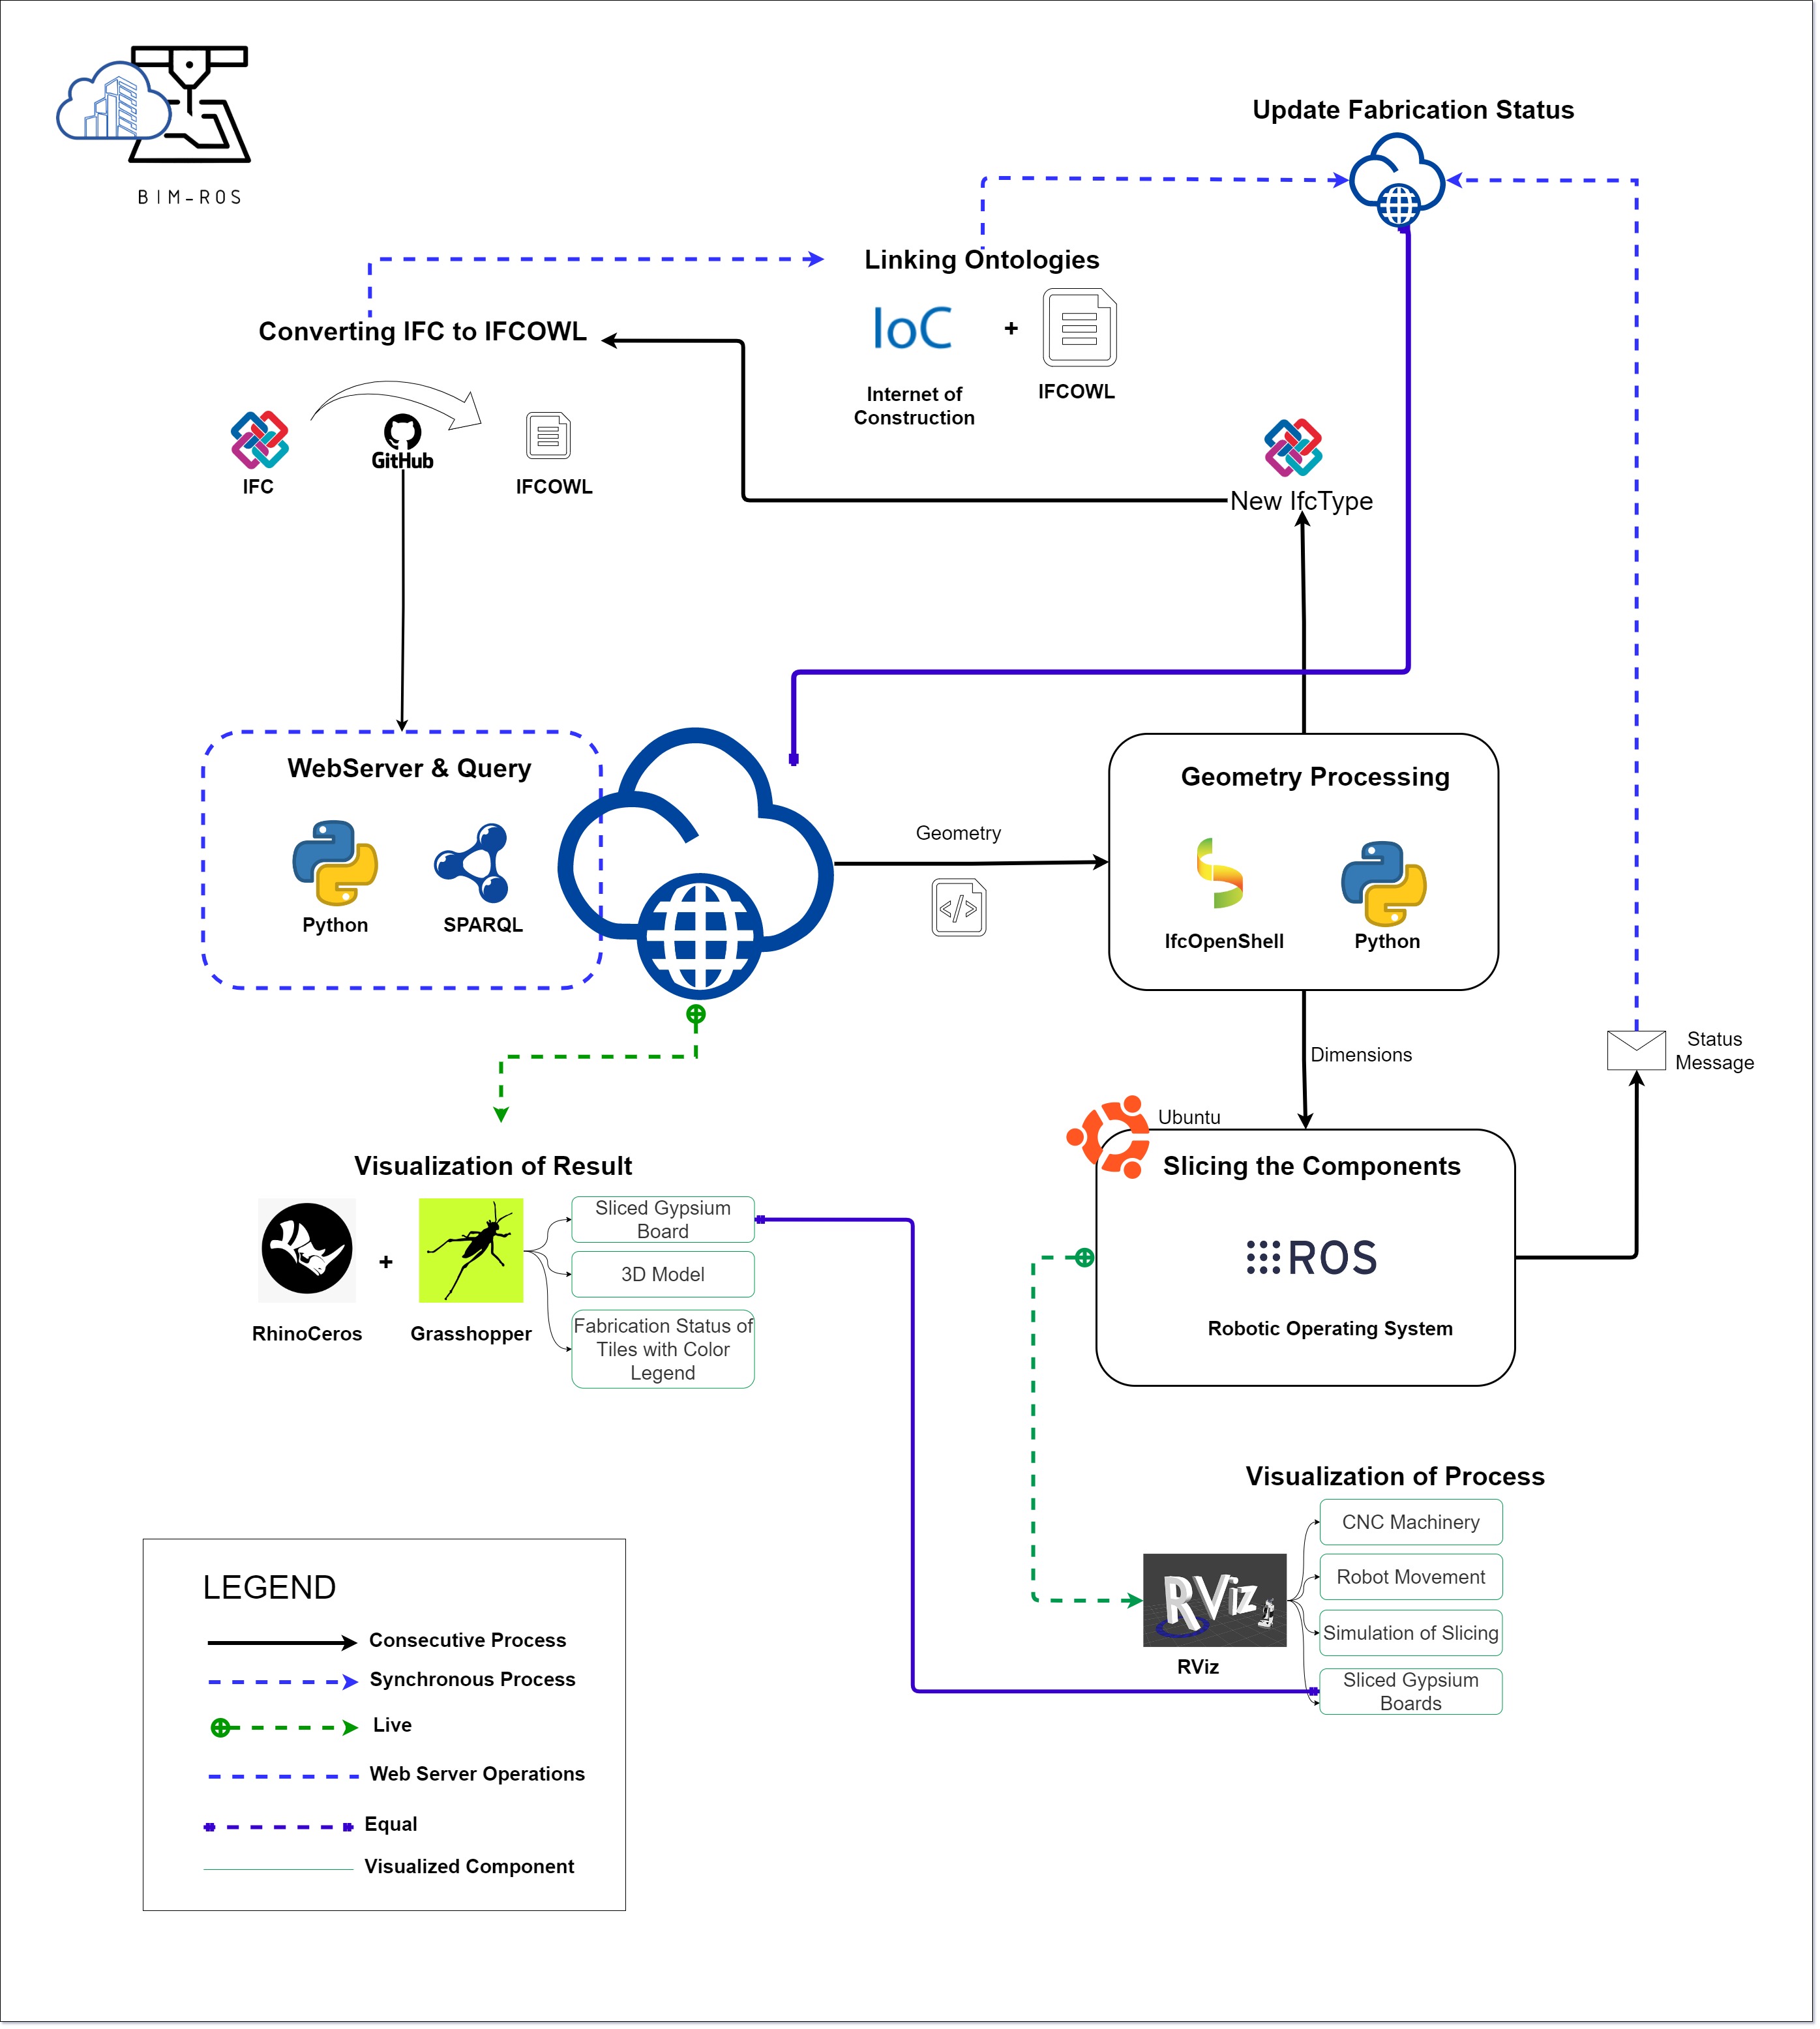 BIM-ROS
Update Fabrication Status
Linking Ontologies
IoC
+
Internet of
Construction
IFCOWL
Converting IFC to IFCOWL
IFC
GitHub
IFCOWL
New IfcType
WebServer & Query
Python
SPARQL
Geometry
</>
Geometry Processing
IfcOpenShell
Python
Dimensions
Status
Message
Ubuntu
Slicing the Components
ROS
Robotic Operating System
Visualization of Result
+
RhinoCeros
Grasshopper
Sliced Gypsium
Board
3D Model
Fabrication Status of
Tiles with Color
Legend
Visualization of Process
RViz
RViz
CNC Machinery
Robot Movement
Simulation of Slicing
Sliced Gypsium
Boards
LEGEND
Consecutive Process
Synchronous Process
Live
Web Server Operations
Equal
Visualized Component